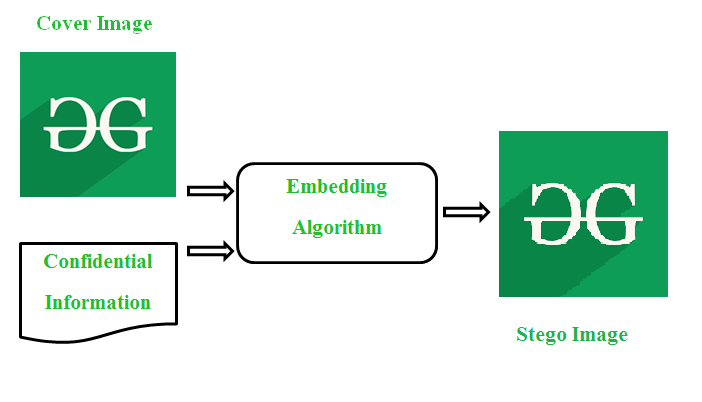 Cover Image
Confidential
Information
Embedding
Algorithm
Stego Image